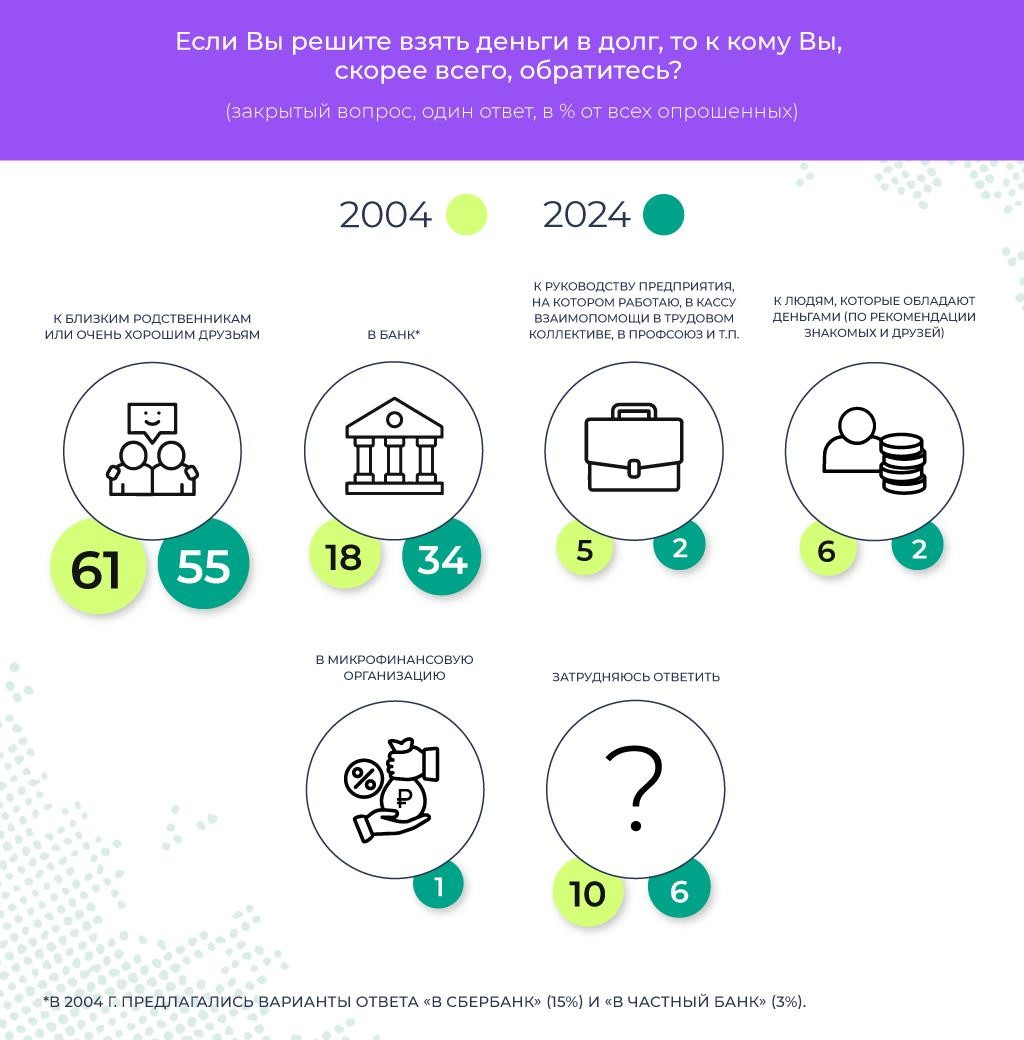 Если Вы решите взять деньги в долг, то к кому Вы,
скорее всего, обратитесь?
(закрытый вопрос, один ответ, в % от всех опрошенных)
2004
2024
К БЛИЗКИМ РОДСТВЕННИКАМ
ИЛИ ОЧЕНЬ ХОРОШИМ ДРУЗЬЯМ
61
55
В БАНК*
18
34
К РУКОВОДСТВУ ПРЕДПРИЯТИЯ,
НА КОТОРОМ РАБОТАЮ, В КАССУ
ВЗАИМОПОМОЩИ В ТРУДОВОМ
КОЛЛЕКТИВЕ, В ПРОФСОЮЗ И Т.П.
5
2
К ЛЮДЯМ, КОТОРЫЕ ОБЛАДАЮТ
ДЕНЬГАМИ (ПО РЕКОМЕНДАЦИИ
ЗНАКОМЫХ И ДРУЗЕЙ)
6
2
В МИКРОФИНАНСОВУЮ
ОРГАНИЗАЦИЮ
%
₽
1
ЗАТРУДНЯЮСЬ ОТВЕТИТЬ
?
10
6
*В 2004 Г. ПРЕДЛАГАЛИСЬ ВАРИАНТЫ ОТВЕТА «В СБЕРБАНК» (15%) И «В ЧАСТНЫЙ БАНК» (3%).